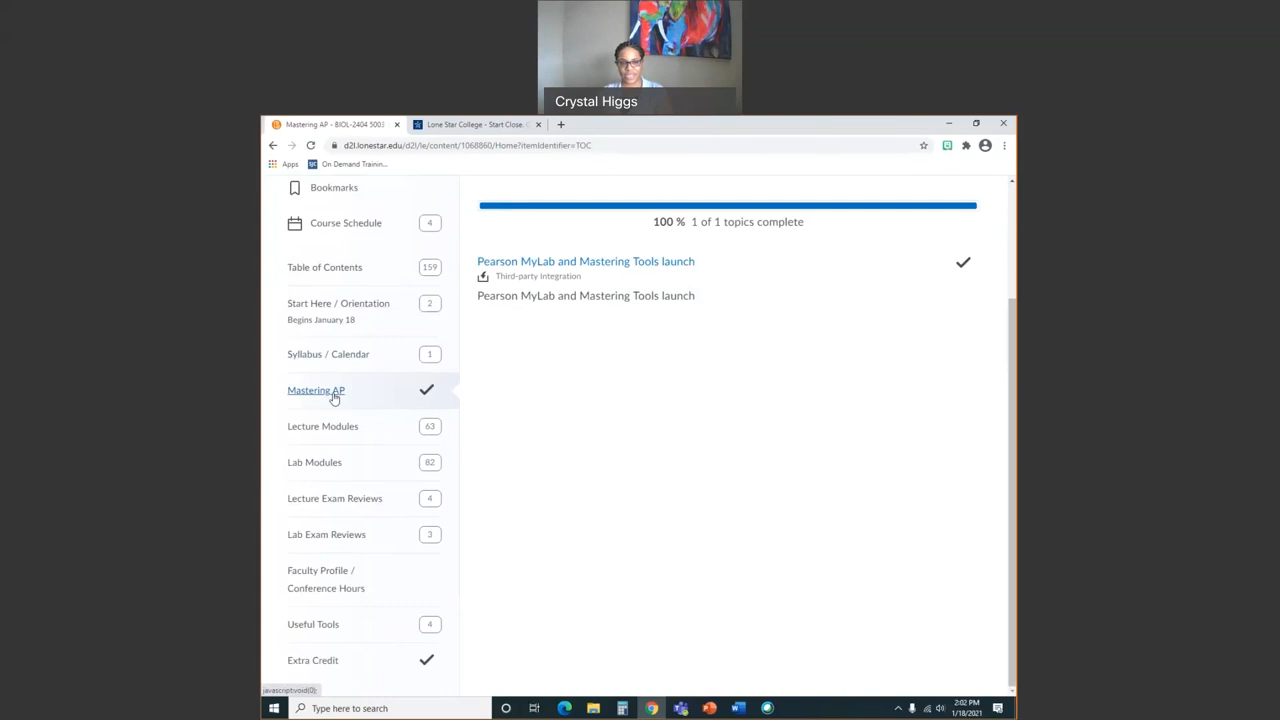 Crystal Higgs
Mastering AP - BIOL-2404 5003
Lone Star College - Start Close. G
d2l.lonestar.edu/d2l/le/content/1068860/Home?itemIdentifier=TOC
Apps
On Demand Trainin...
Bookmarks
Course Schedule 4
Table of Contents 159
Start Here / Orientation 2
Begins January 18
Syllabus / Calendar 1
Mastering AP
Lecture Modules 63
Lab Modules 82
Lecture Exam Reviews 4
Lab Exam Reviews 3
Faculty Profile /
Conference Hours
Useful Tools 4
Extra Credit
100 % 1 of 1 topics complete
Pearson MyLab and Mastering Tools launch
Third-party Integration
Pearson MyLab and Mastering Tools launch
javascript:void(0);
Type here to search
2:02 PM
1/18/2021